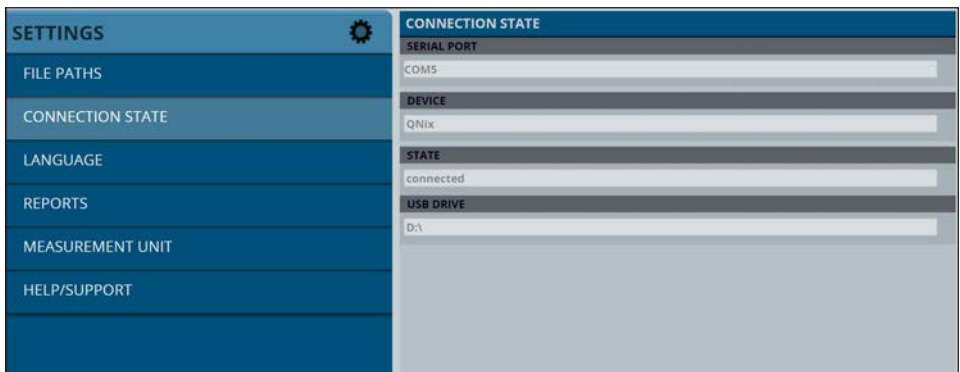 SETTINGS
FILE PATHS
CONNECTION STATE
LANGUAGE
REPORTS
MEASUREMENT UNIT
HELP/SUPPORT
CONNECTION STATE
SERIAL PORT
COM5
DEVICE
QNix
STATE
connected
USB DRIVE
D:\